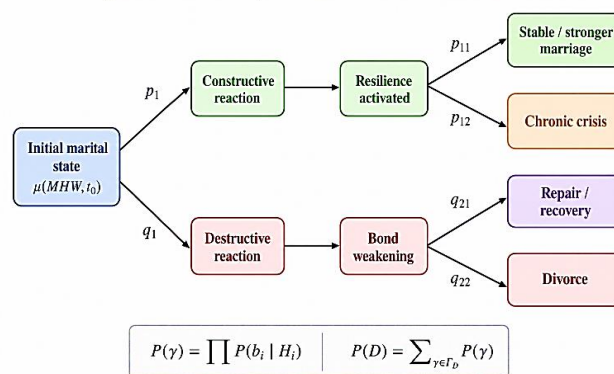 Initial marital
state
μ(MHW, t₀)
p₁
q₁
Constructive
reaction
Destructive
reaction
Resilience
activated
Bond
weakening
p₁₁
p₁₂
q₂₁
q₂₂
Stable / stronger
marriage
Chronic crisis
Repair /
recovery
Divorce
P(γ) = ∏ P(bᵢ | Hᵢ) | P(D) = ∑γ∈Γ_D P(γ)